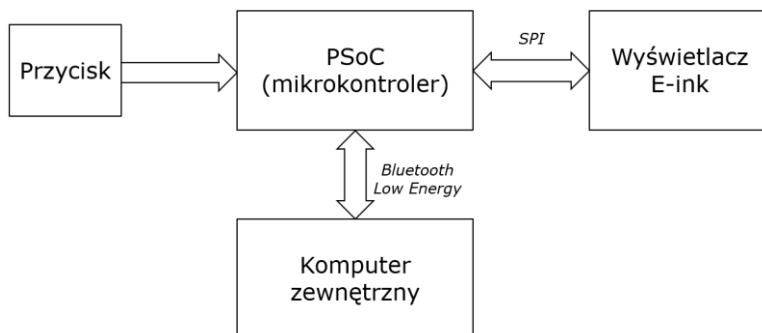 Przycisk
PSoC
(mikrokontroler)
SPI
Wyświetlacz
E-ink
Bluetooth
Low Energy
Komputer
zewnętrzny